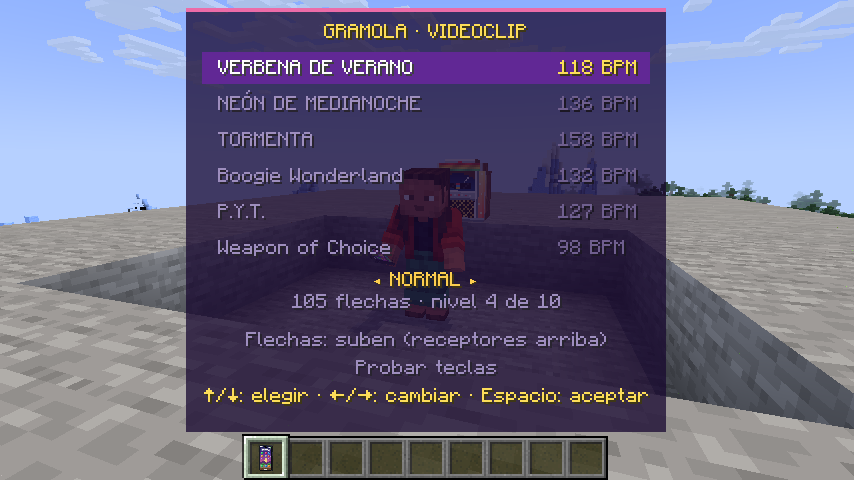 GRAMOLA · VIDEOCLIP
VERBENA DE VERANO 118 BPM
NEÓN DE MEDIANOCHE 136 BPM
TORMENTA 158 BPM
Boogie Wonderland 132 BPM
P.Y.T. 127 BPM
Weapon of Choice 98 BPM
◂ NORMAL ▸
105 flechas · nivel 4 de 10
Flechas: suben (receptores arriba)
Probar teclas
↑/↓: elegir · ←/→: cambiar · Espacio: aceptar